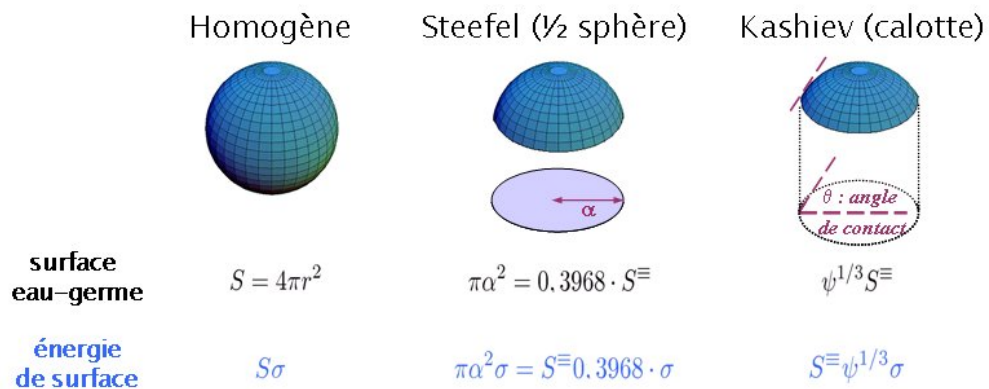 Homogène Steefel (½ sphère) Kashiev (calotte)
α
θ : angle
de contact
surface
eau-germe
S = 4πr²
πα² = 0,3968 · S≡
ψ^1/3 S≡
énergie
de surface
Sσ
πα²σ = S≡0,3968 · σ
S≡ψ^1/3σ